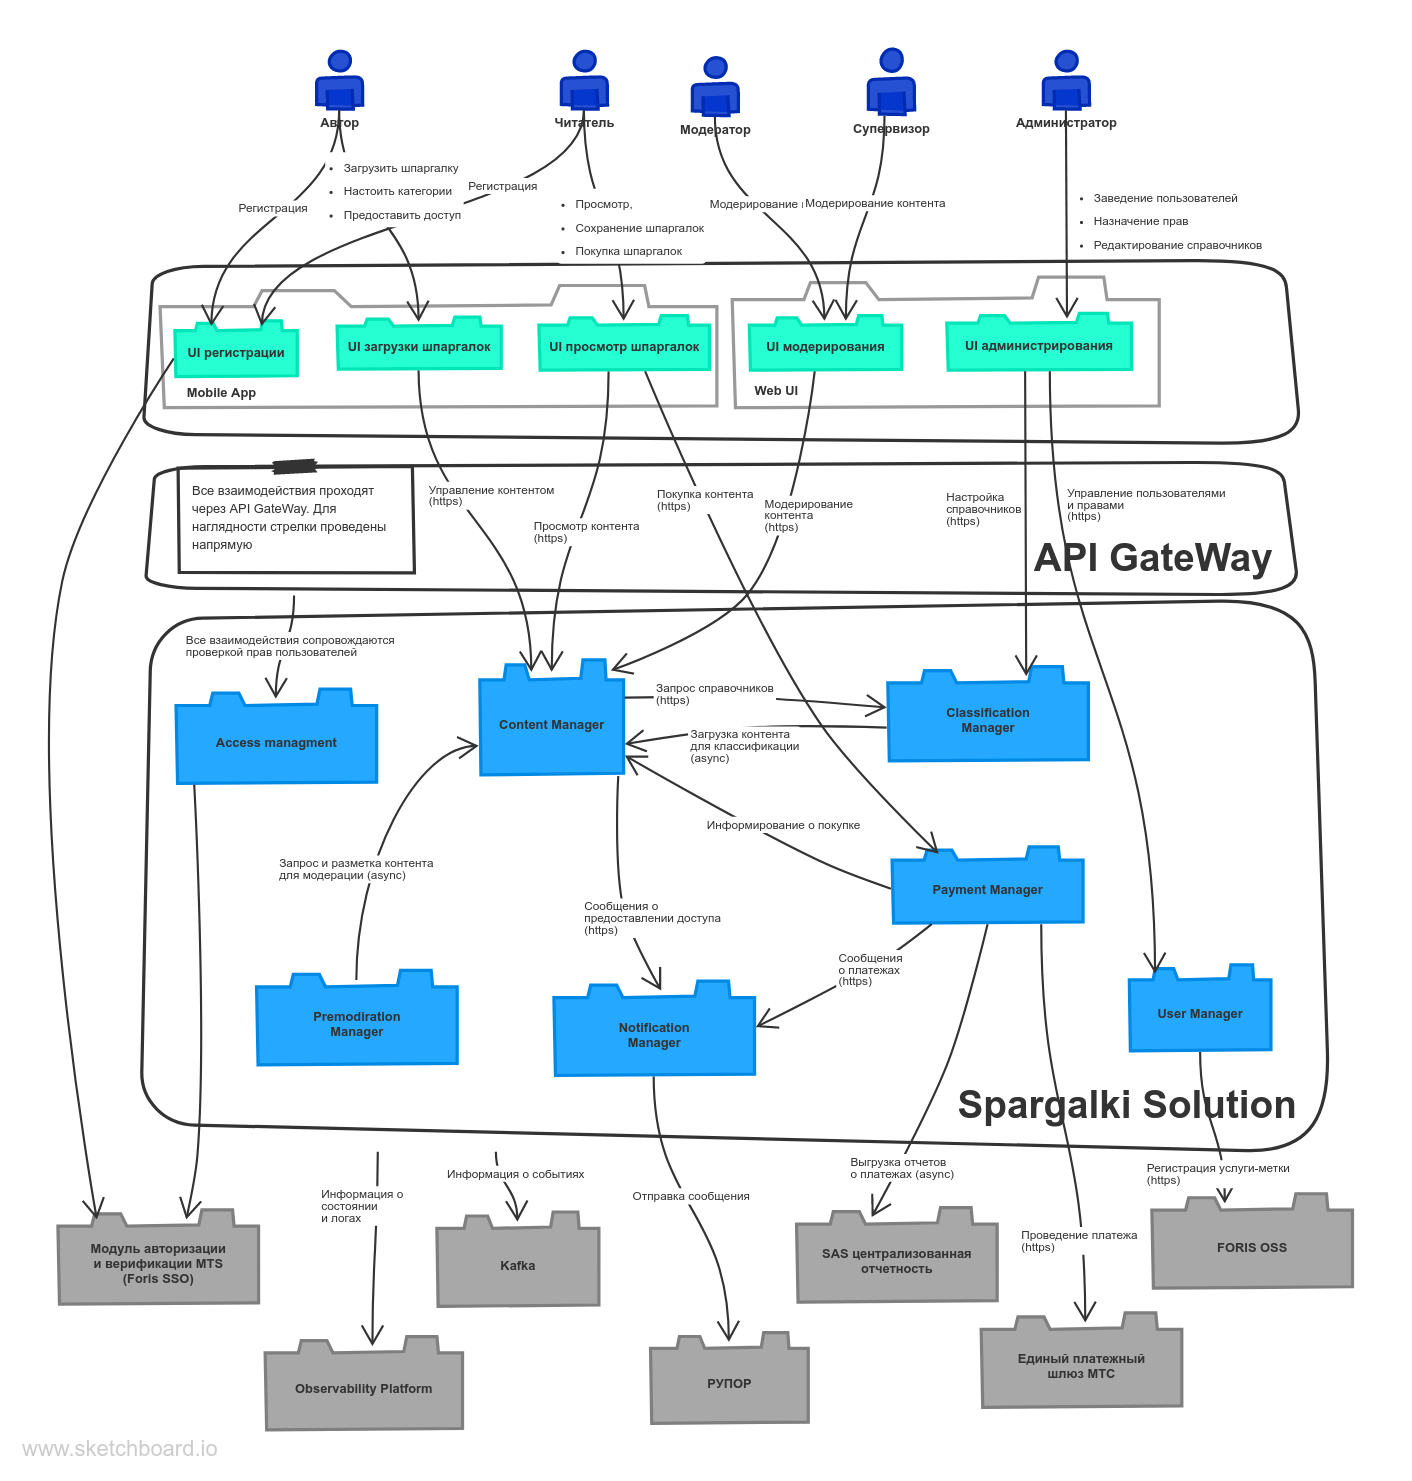 Автор
Читатель
Модератор
Супервизор
Администратор
Регистрация
• Загрузить шпаргалку
• Настоить категории
• Предоставить доступ
Регистрация
• Просмотр,
• Сохранение шпаргалок
• Покупка шпаргалок
Модерирование
Модерирование контента
• Заведение пользователей
• Назначение прав
• Редактирование справочников
UI регистрации
UI загрузки шпаргалок
UI просмотр шпаргалок
UI модерирования
UI администрирования
Mobile App
Web UI
Все взаимодействия проходят
через API GateWay. Для
наглядности стрелки проведены
напрямую
Управление контентом
(https)
Просмотр контента
(https)
Покупка контента
(https)
Модерирование
контента
(https)
Настройка
справочников
(https)
Управление пользователями
и правами
(https)
API GateWay
Все взаимодействия сопровождаются
проверкой прав пользователей
Access managment
Content Manager
Запрос справочников
(https)
Classification
Manager
Загрузка контента
для классификации
(async)
Информирование о покупке
Запрос и разметка контента
для модерации (async)
Payment Manager
Сообщения о
предоставлении доступа
(https)
Сообщения
о платежах
(https)
Premodiration
Manager
Notification
Manager
User Manager
Spargalki Solution
Информация о
состоянии
и логах
Информация о событиях
Отправка сообщения
Выгрузка отчетов
о платежах (async)
Проведение платежа
(https)
Регистрация услуги-метки
(https)
Модуль авторизации
и верификации MTS
(Foris SSO)
Kafka
SAS централизованная
отчетность
FORIS OSS
Observability Platform
РУПОР
Единый платежный
шлюз МТС
www.sketchboard.io